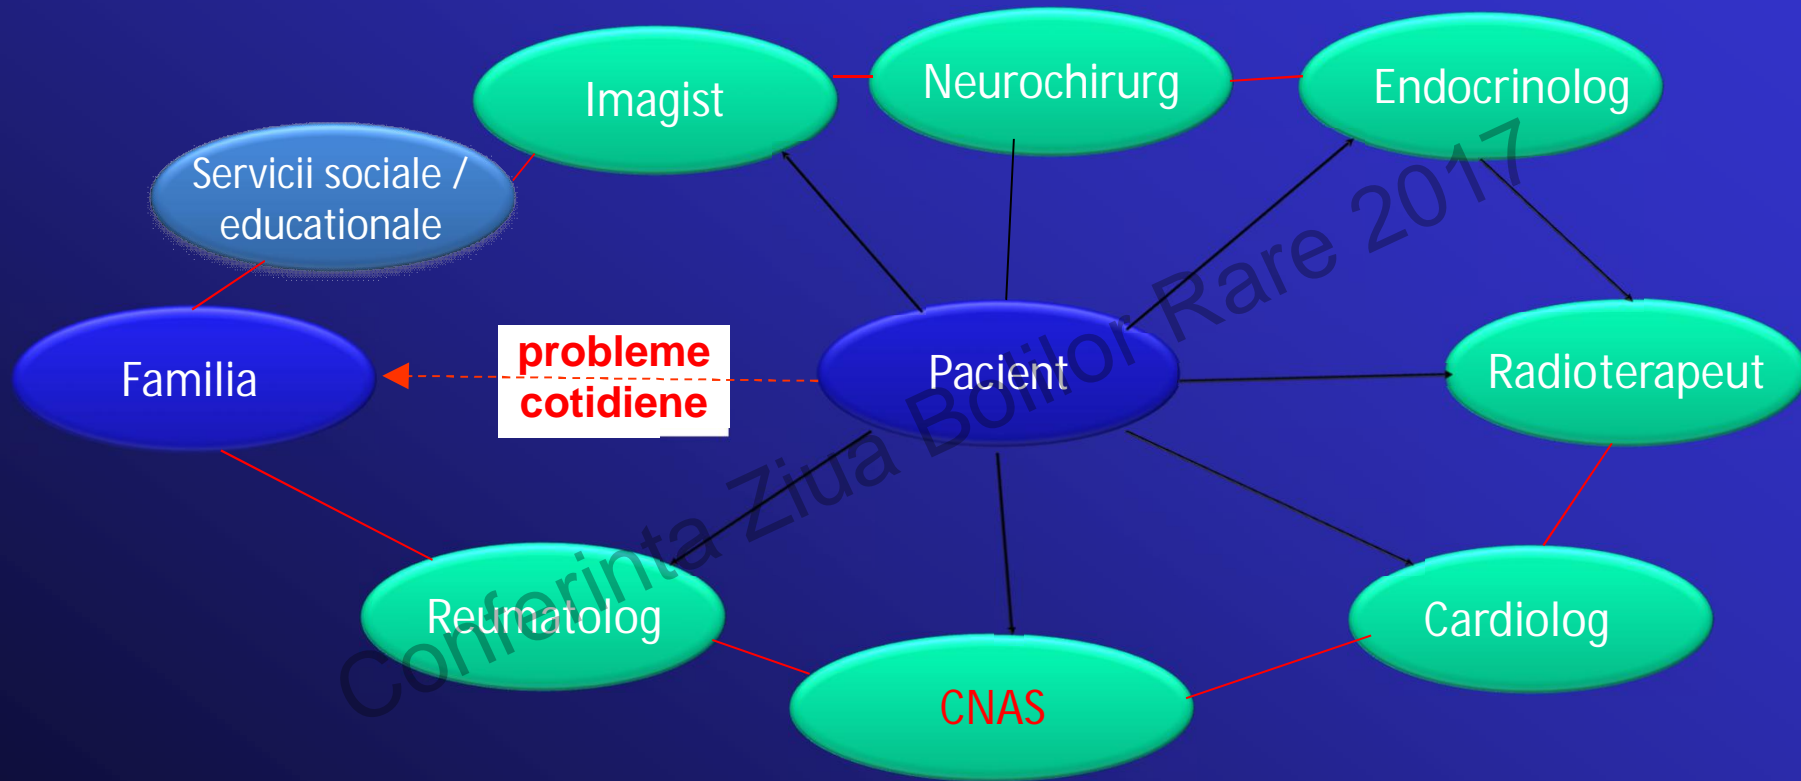 Imagist
Neurochirurg
Endocrinolog
Servicii sociale /
educationale
Familia
probleme
cotidiene
Pacient
Radioterapeut
Reumatolog
CNAS
Cardiolog
Conferinta Ziua Bolilor Rare 2017